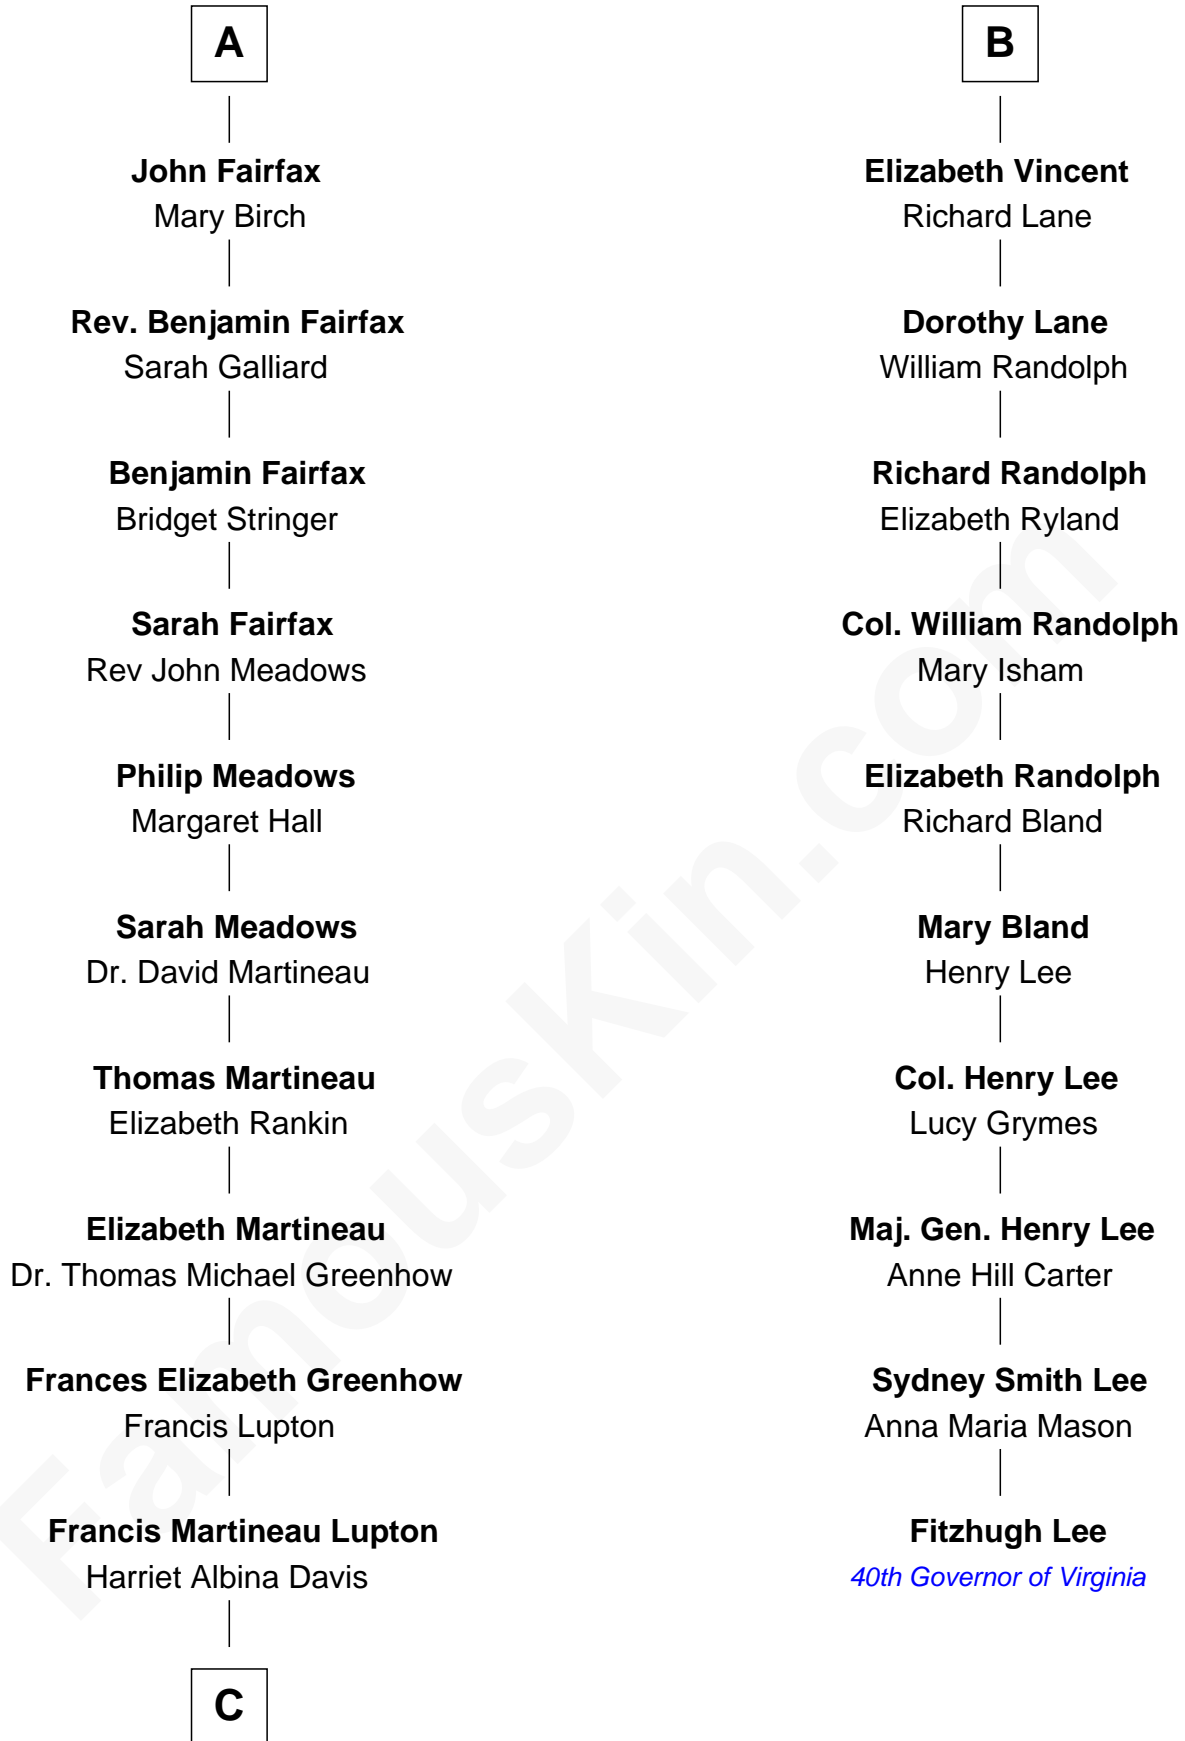 A
John Fairfax
Mary Birch
Rev. Benjamin Fairfax
Sarah Galliard
Benjamin Fairfax
Bridget Stringer
Sarah Fairfax
Rev John Meadows
Philip Meadows
Margaret Hall
Sarah Meadows
Dr. David Martineau
Thomas Martineau
Elizabeth Rankin
Elizabeth Martineau
Dr. Thomas Michael Greenhow
Frances Elizabeth Greenhow
Francis Lupton
Francis Martineau Lupton
Harriet Albina Davis
C
B
Elizabeth Vincent
Richard Lane
Dorothy Lane
William Randolph
Richard Randolph
Elizabeth Ryland
Col. William Randolph
Mary Isham
Elizabeth Randolph
Richard Bland
Mary Bland
Henry Lee
Col. Henry Lee
Lucy Grymes
Maj. Gen. Henry Lee
Anne Hill Carter
Sydney Smith Lee
Anna Maria Mason
Fitzhugh Lee
40th Governor of Virginia
FamousKin.com